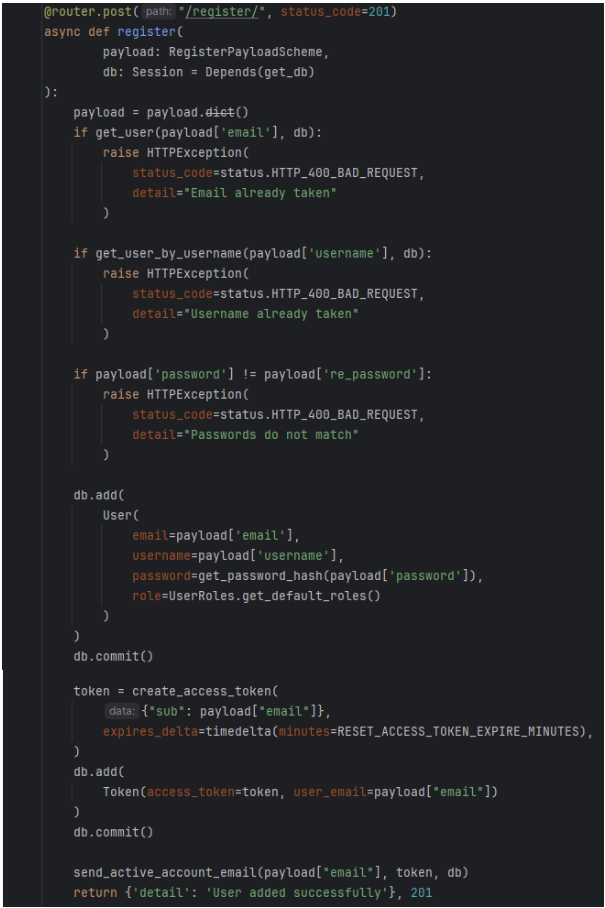 @router.post( path: "/register/", status_code=201)
async def register(
        payload: RegisterPayloadScheme,
        db: Session = Depends(get_db)
):
    payload = payload.dict()
    if get_user(payload['email'], db):
        raise HTTPException(
            status_code=status.HTTP_400_BAD_REQUEST,
            detail="Email already taken"
        )
    if get_user_by_username(payload['username'], db):
        raise HTTPException(
            status_code=status.HTTP_400_BAD_REQUEST,
            detail="Username already taken"
        )
    if payload['password'] != payload['re_password']:
        raise HTTPException(
            status_code=status.HTTP_400_BAD_REQUEST,
            detail="Passwords do not match"
        )
    db.add(
        User(
            email=payload['email'],
            username=payload['username'],
            password=get_password_hash(payload['password']),
            role=UserRoles.get_default_roles()
        )
    )
    db.commit()
    token = create_access_token(
        data: {"sub": payload["email"]},
        expires_delta=timedelta(minutes=RESET_ACCESS_TOKEN_EXPIRE_MINUTES),
    )
    db.add(
        Token(access_token=token, user_email=payload["email"])
    )
    db.commit()
    send_active_account_email(payload["email"], token, db)
    return {'detail': 'User added successfully'}, 201